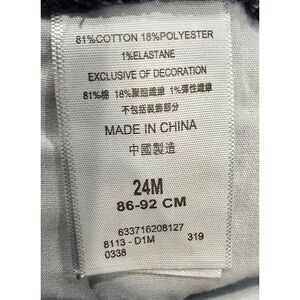 81%COTTON 18%POLYESTER
1%ELASTANE
EXCLUSIVE OF DECORATION
81%棉 18%聚酯纖維 1%彈性纖維
不包括裝飾部分
MADE IN CHINA
中國製造
24M
86-92 CM
633716208127
8113 - D1M 319
0338